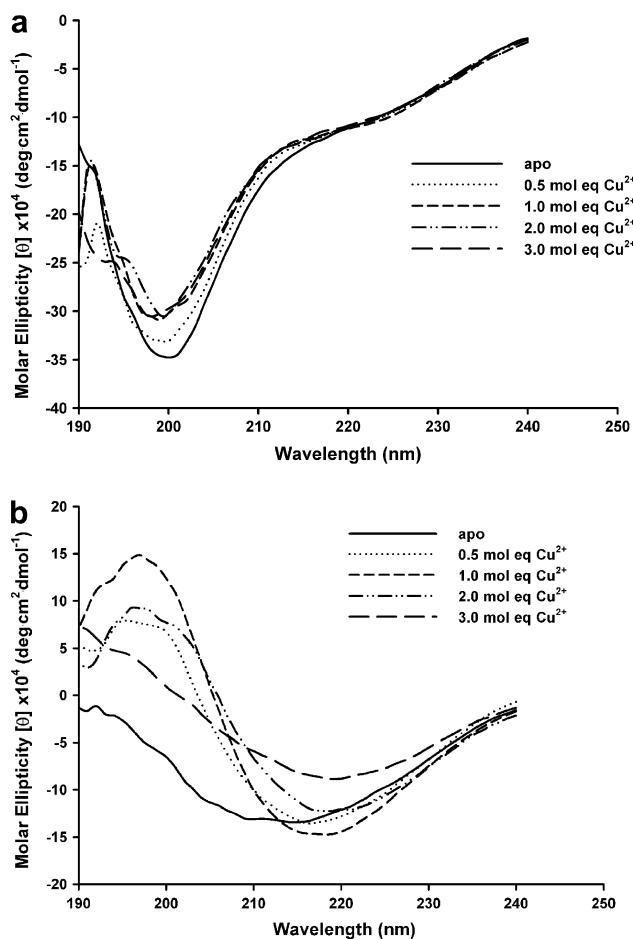 a
0
-5
-10
-15
-20
-25
-30
-35
-40
190 200 210 220 230 240 250
Wavelength (nm)
Molar Ellipticity [θ] x10⁴ (deg·cm²·dmol⁻¹)
apo
0.5 mol eq Cu²⁺
1.0 mol eq Cu²⁺
2.0 mol eq Cu²⁺
3.0 mol eq Cu²⁺
b
20
15
10
5
0
-5
-10
-15
-20
190 200 210 220 230 240 250
Wavelength (nm)
Molar Ellipticity [θ] x10⁴ (deg·cm²·dmol⁻¹)
apo
0.5 mol eq Cu²⁺
1.0 mol eq Cu²⁺
2.0 mol eq Cu²⁺
3.0 mol eq Cu²⁺